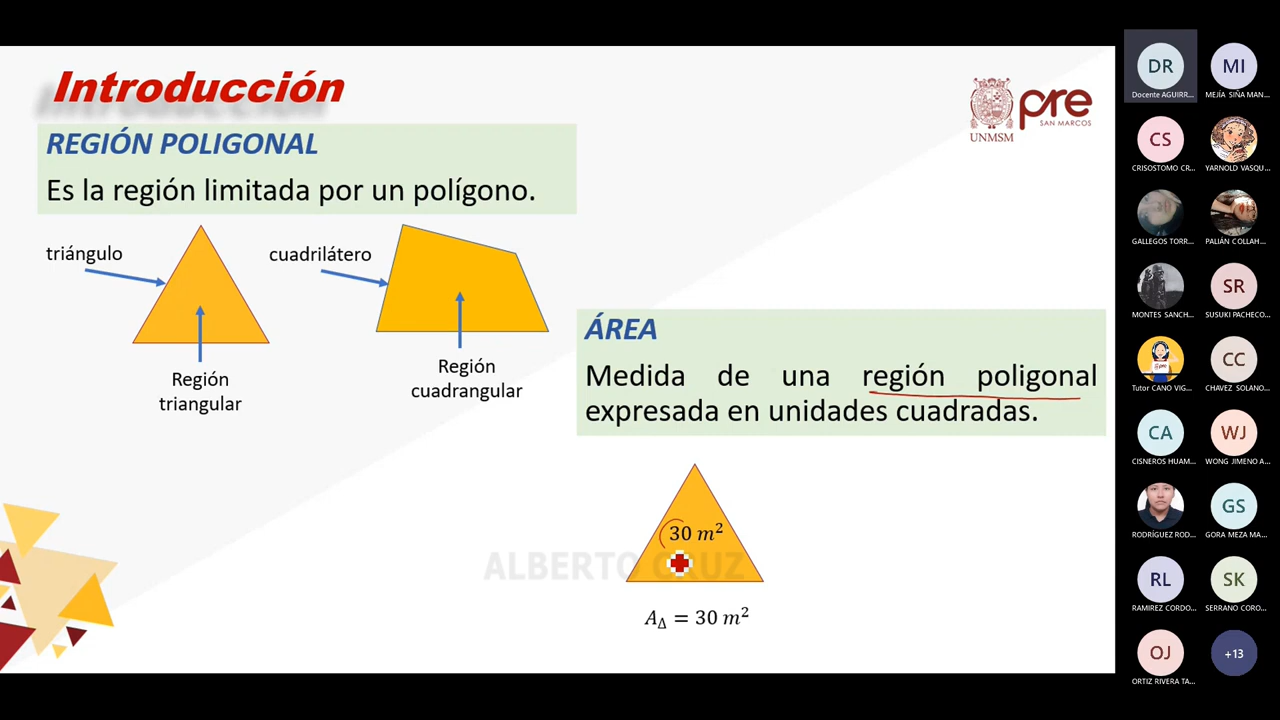 Introducción
pre
SAN MARCOS
UNMSM
REGIÓN POLIGONAL
Es la región limitada por un polígono.
triángulo
cuadrilátero
Región
triangular
Región
cuadrangular
ÁREA
Medida de una región poligonal
expresada en unidades cuadradas.
30 m²
ALBERTO CRUZ
A_Δ = 30 m²
DR
Docente AGUIRR...
MI
MEJÍA SIÑA MAN...
CS
CRISOSTOMO CR...
YARNOLD VASQU...
GALLEGOS TORR...
PALIÁN COLLAH...
MONTES SANCH...
SR
SUSUKI PACHECO...
Tutor CANO VIG...
CC
CHAVEZ SOLANO...
CA
CISNEROS HUAM...
WJ
WONG JIMENO A...
RODRÍGUEZ ROD...
GS
GORA MEZA MA...
RL
RAMIREZ CORDO...
SK
SERRANO CORO...
OJ
ORTIZ RIVERA TA...
+13